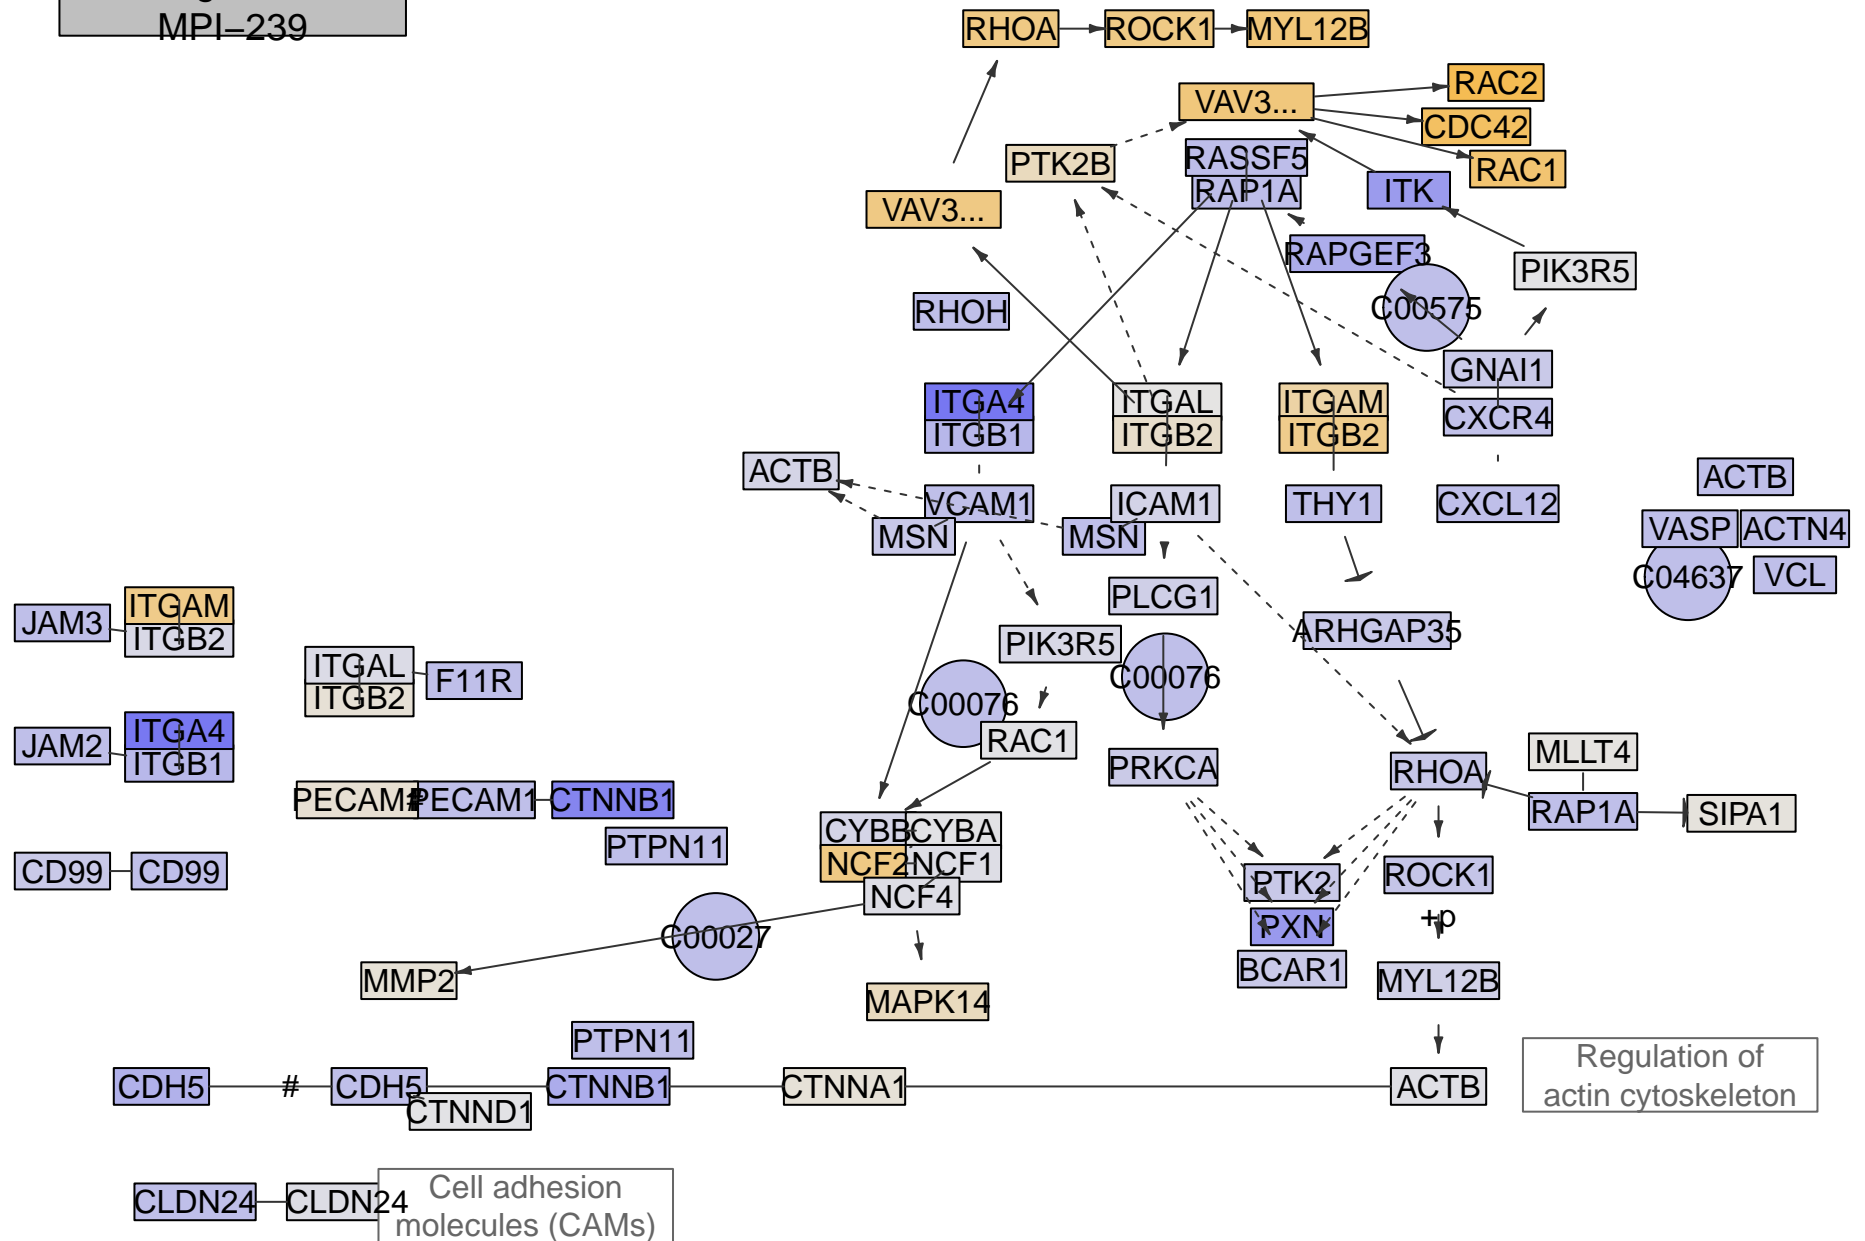 MPI−239
RHOA
ROCK1
MYL12B
RAC2
VAV3...
CDC42
RASSF5
PTK2B
RAC1
RAP1A
ITK
VAV3...
RAPGEF3
PIK3R5
RHOH
C00575
GNAI1
ITGA4
ITGAL
ITGAM
CXCR4
ITGB1
ITGB2
ITGB2
ACTB
ACTB
VCAM1
ICAM1
THY1
CXCL12
MSN
MSN
VASP
ACTN4
C04637
VCL
PLCG1
ITGAM
JAM3
ITGB2
ARHGAP35
PIK3R5
ITGAL
F11R
ITGB2
C00076
C00076
ITGA4
JAM2
RAC1
ITGB1
MLLT4
PRKCA
RHOA
PECAM1
#
PECAM1
CTNNB1
RAP1A
SIPA1
CYBB
CYBA
PTPN11
NCF2
NCF1
CD99
CD99
PTK2
ROCK1
NCF4
+p
PXN
C00027
BCAR1
MMP2
MYL12B
MAPK14
PTPN11
Regulation of
actin cytoskeleton
CDH5
#
CDH5
CTNNB1
CTNNA1
ACTB
CTNND1
CLDN24
CLDN24
Cell adhesion
molecules (CAMs)